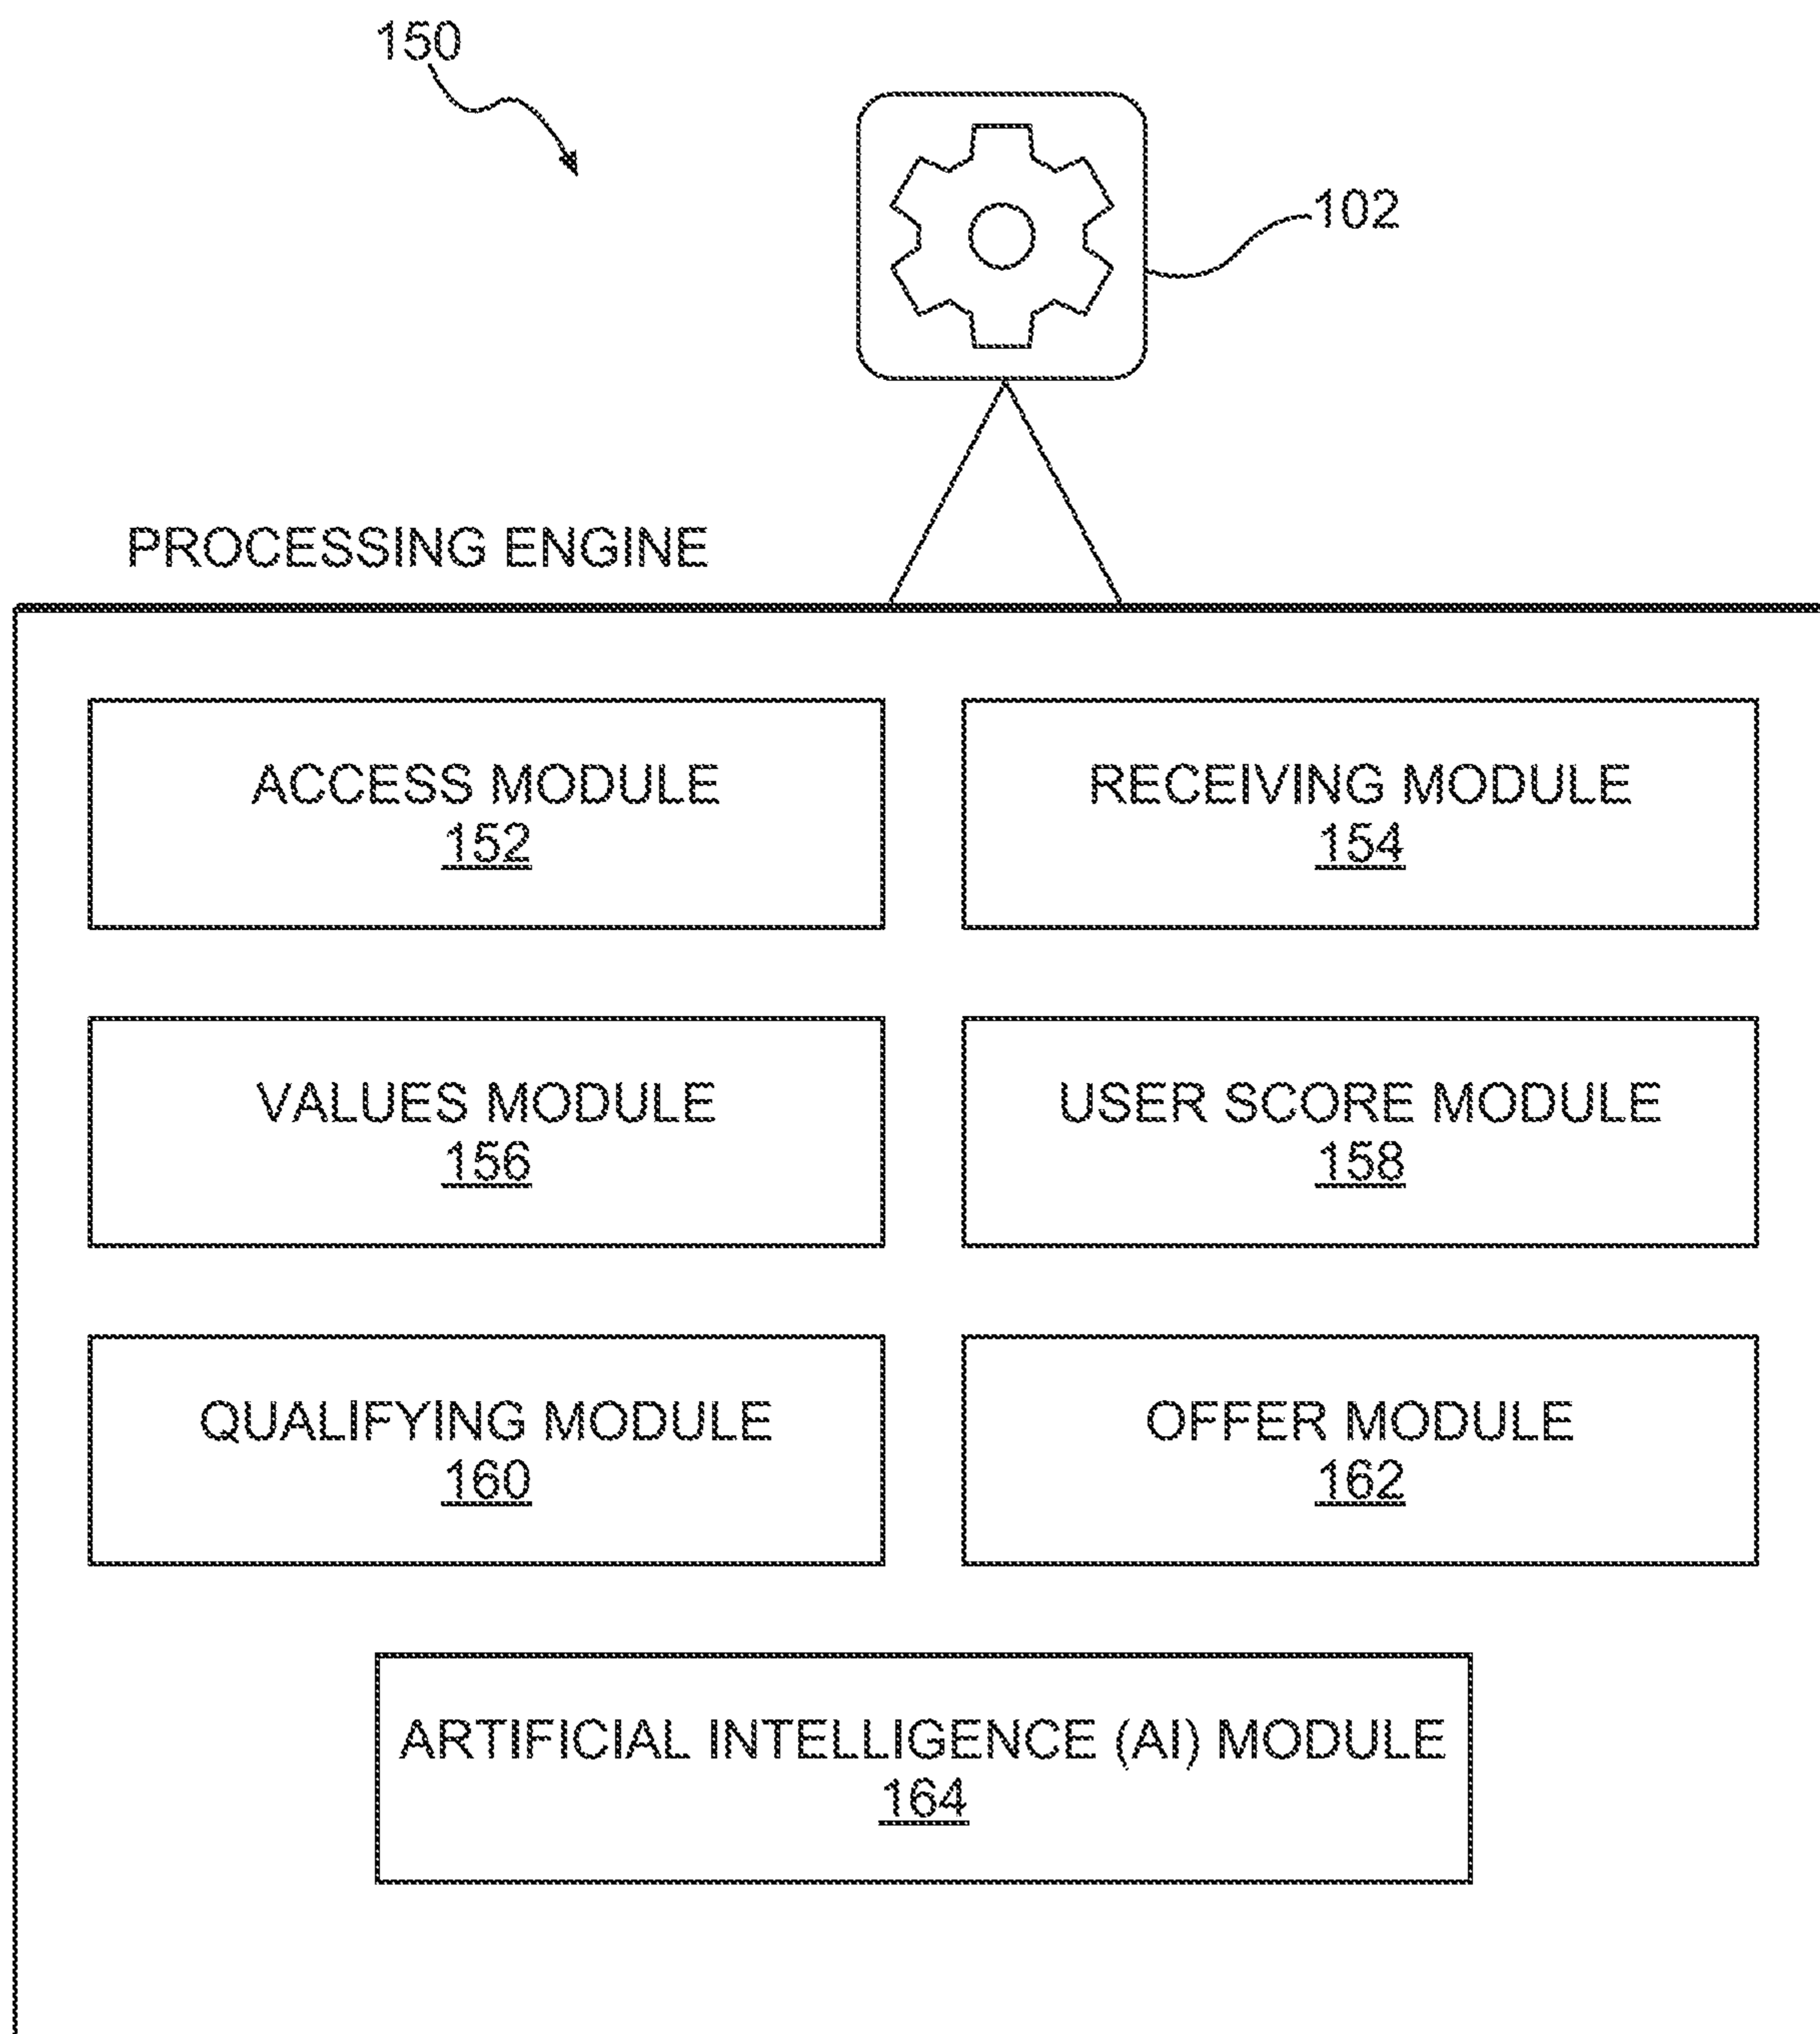 150
102
PROCESSING ENGINE
ACCESS MODULE
152
RECEIVING MODULE
154
VALUES MODULE
156
USER SCORE MODULE
158
QUALIFYING MODULE
160
OFFER MODULE
162
ARTIFICIAL INTELLIGENCE (AI) MODULE
164